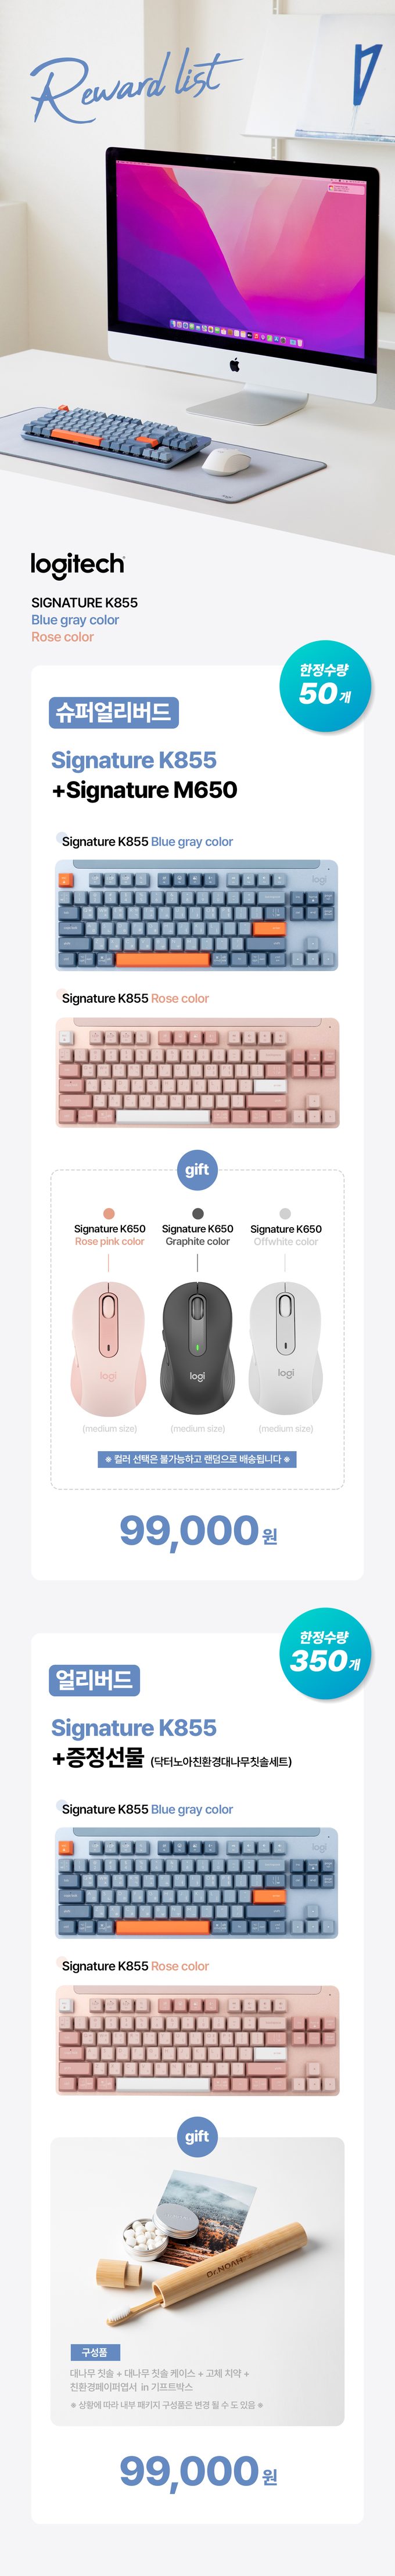 Reward list
logitech
SIGNATURE K855
Blue gray color
Rose color
한정수량
50개
슈퍼얼리버드
Signature K855
+Signature M650
Signature K855 Blue gray color
logi
Signature K855 Rose color
gift
Signature K650
Rose pink color
Signature K650
Graphite color
Signature K650
Offwhite color
logi
logi
logi
(medium size)
(medium size)
(medium size)
※ 컬러 선택은 불가능하고 랜덤으로 배송됩니다 ※
99,000원
한정수량
350개
얼리버드
Signature K855
+증정선물 (닥터노아친환경대나무칫솔세트)
Signature K855 Blue gray color
logi
Signature K855 Rose color
gift
Dr.NOAH
구성품
대나무 칫솔 + 대나무 칫솔 케이스 + 고체 치약 +
친환경페이퍼엽서 in 기프트박스
※ 상황에 따라 내부 패키지 구성품은 변경 될 수 도 있음 ※
99,000원